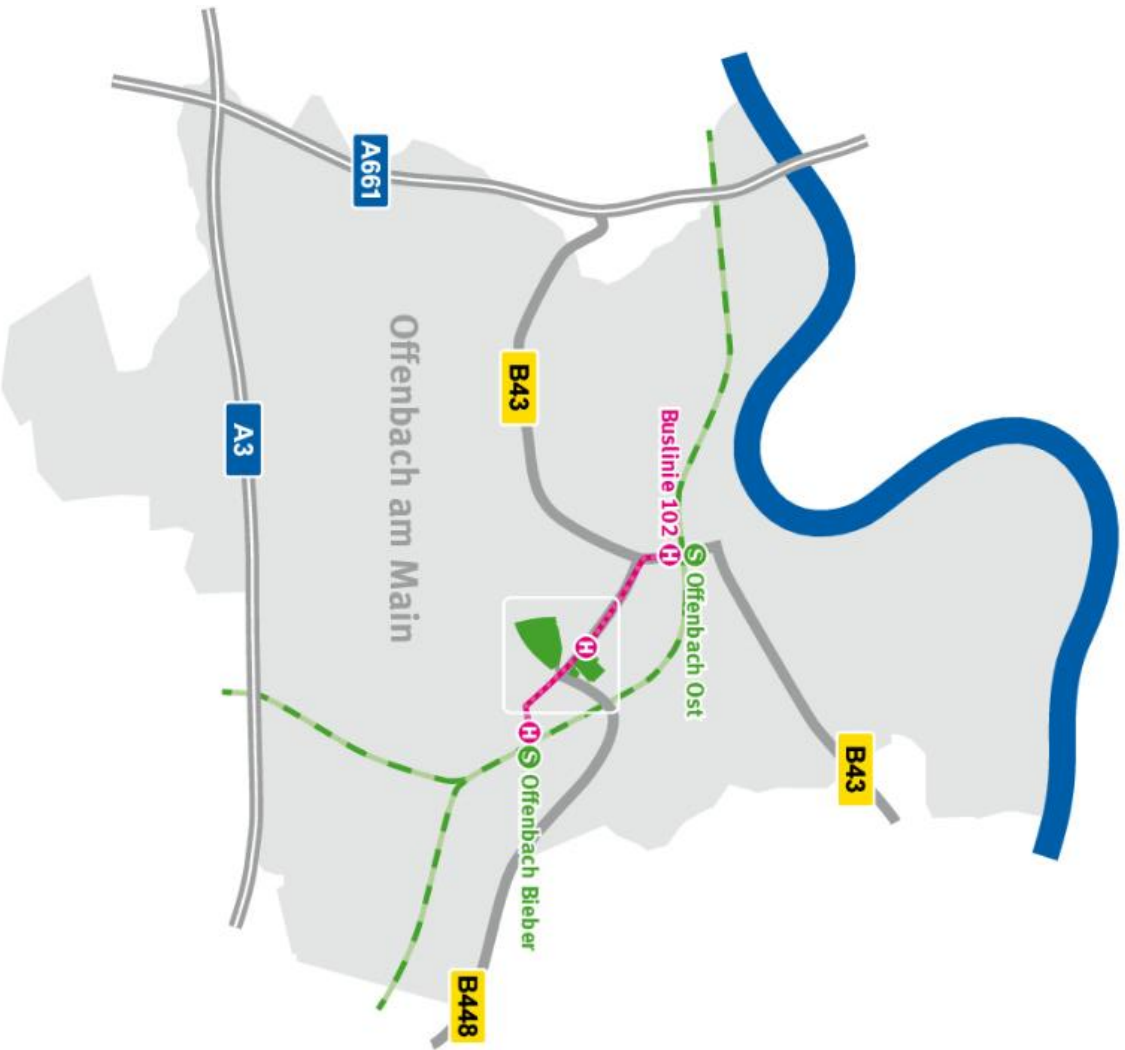 A661
B43
Buslinie 102 H
S Offenbach Ost
A3
Offenbach am Main
H
B43
H S Offenbach Bieber
B448